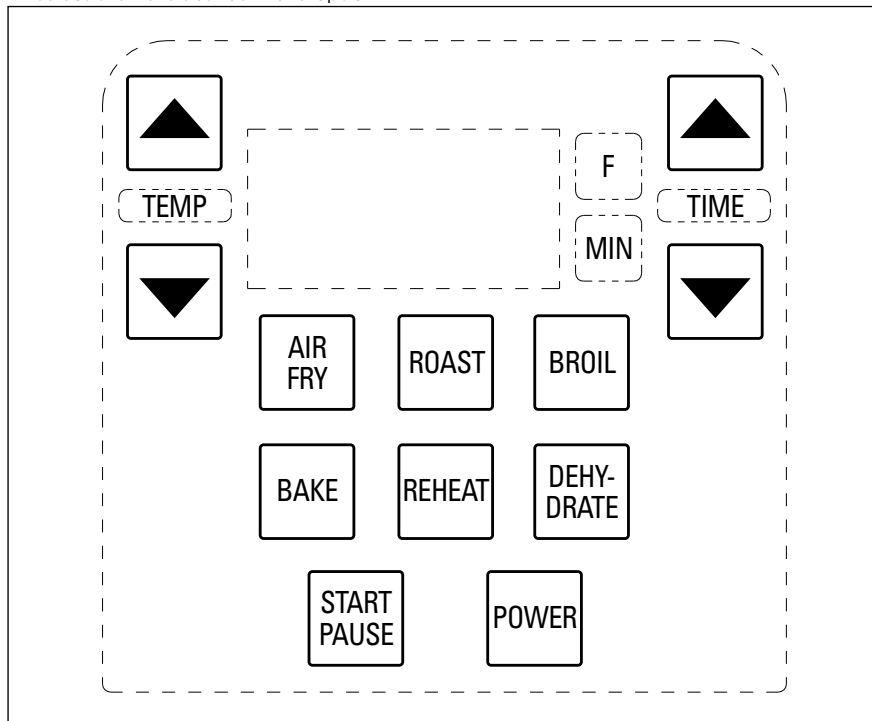 F
TEMP
TIME
MIN
AIR
FRY
ROAST
BROIL
BAKE
REHEAT
DEHY-
DRATE
START
PAUSE
POWER